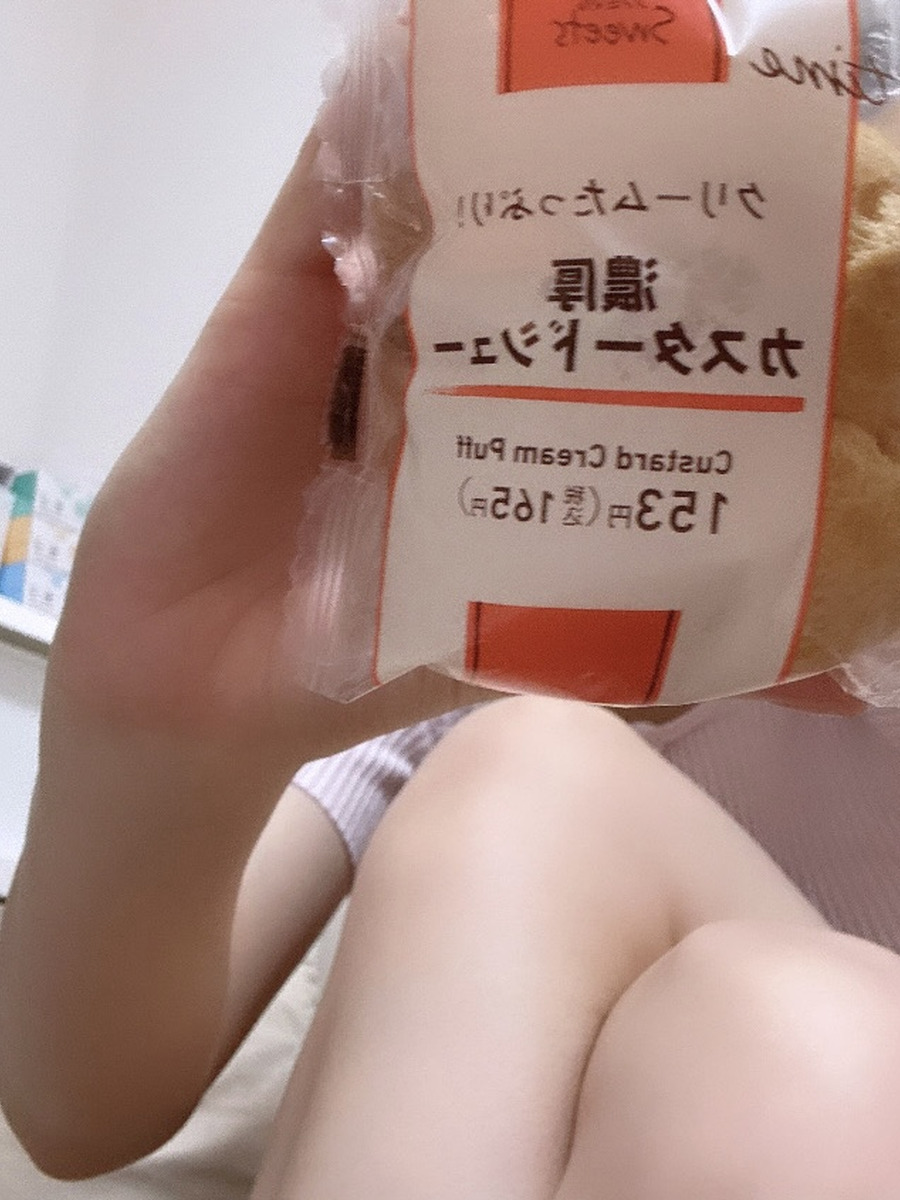 Sweets
time
クリームたっぷり!
濃厚
カスタードシュー
Custard Cream Puff
153円(税込165円)